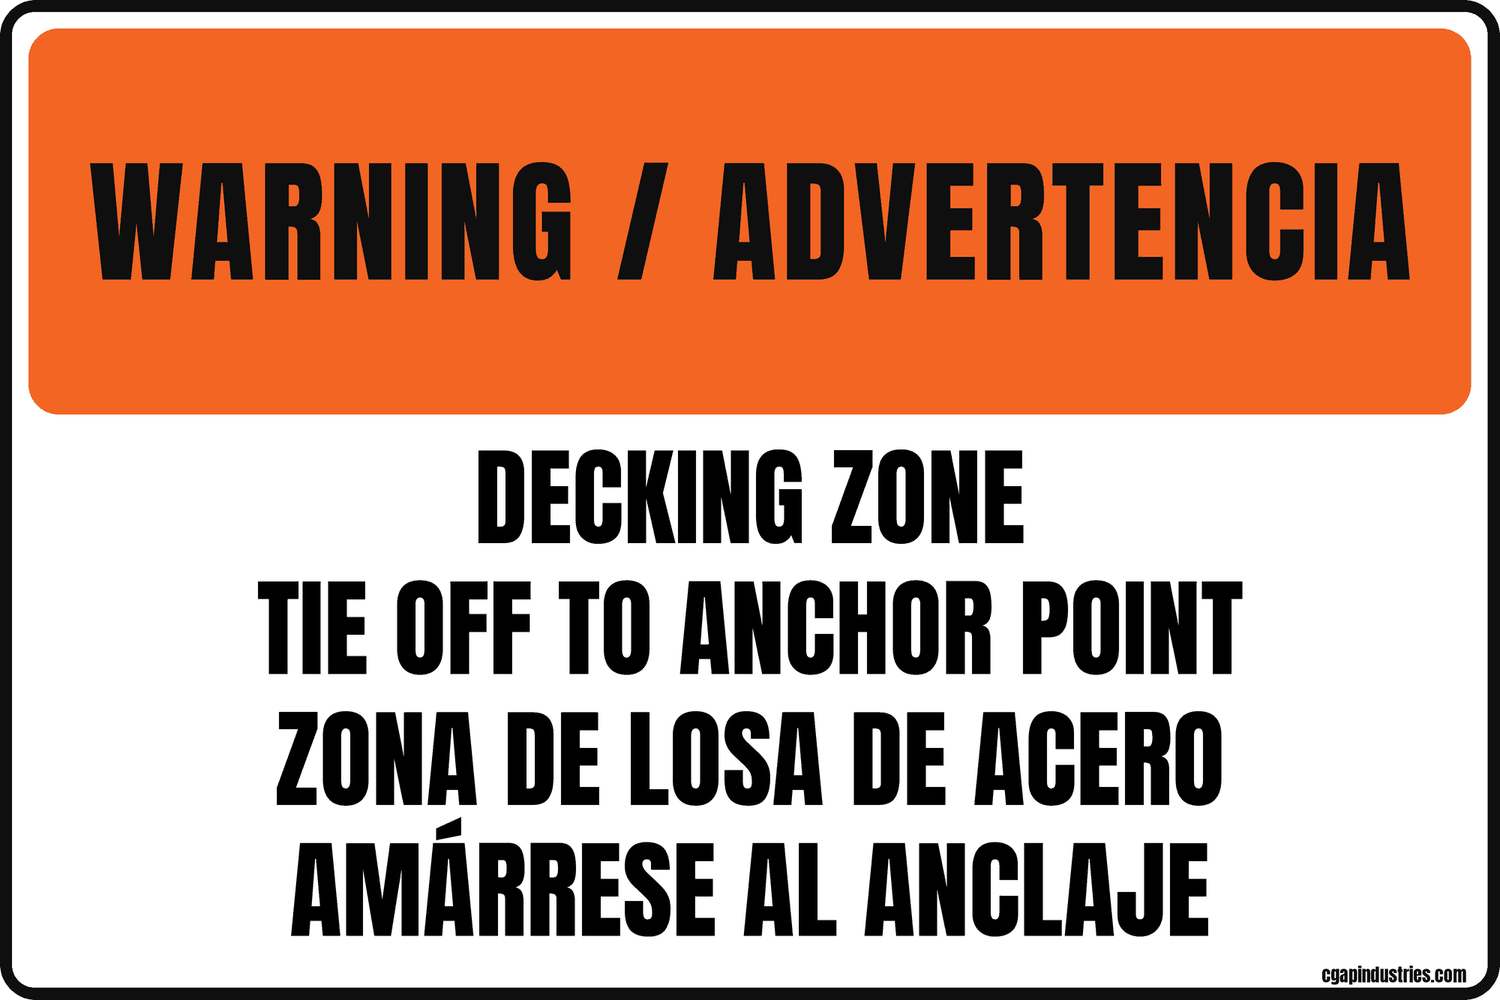 WARNING / ADVERTENCIA
DECKING ZONE
TIE OFF TO ANCHOR POINT
ZONA DE LOSA DE ACERO
AMÁRRESE AL ANCLAJE
cgapindustries.com